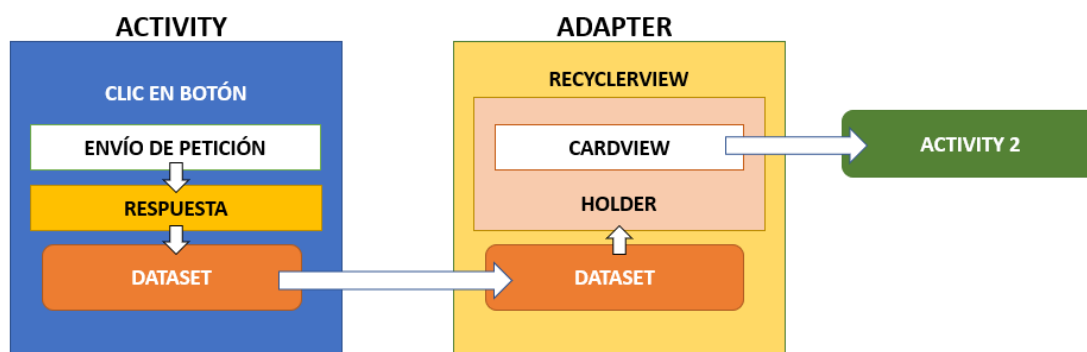 ACTIVITY
CLIC EN BOTÓN
ENVÍO DE PETICIÓN
RESPUESTA
DATASET
ADAPTER
RECYCLERVIEW
CARDVIEW
HOLDER
DATASET
ACTIVITY 2